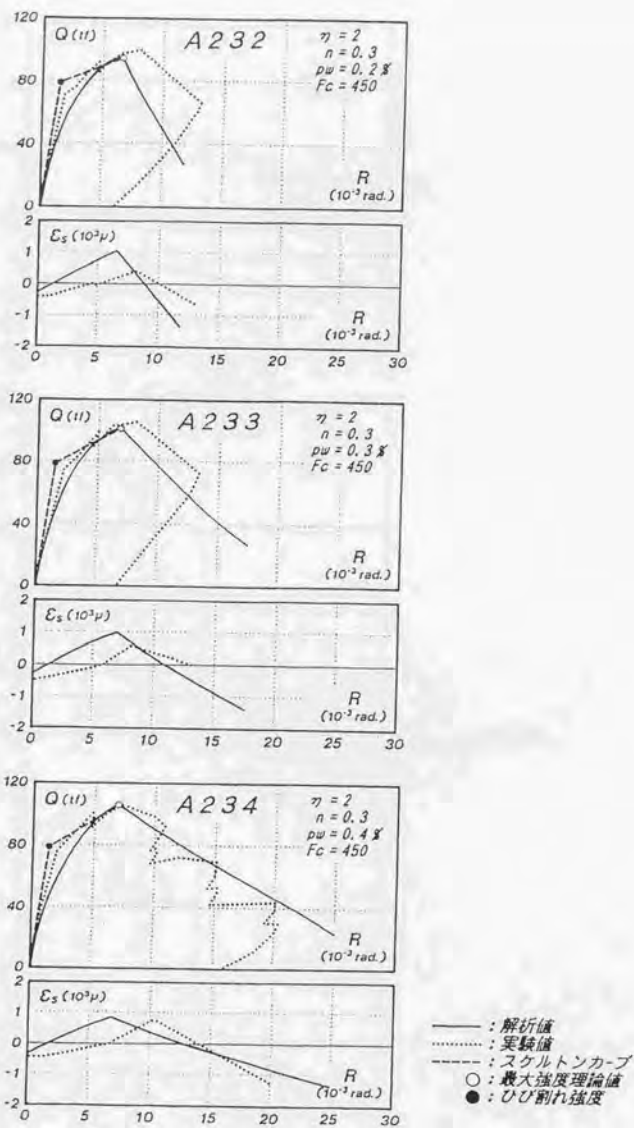 120
Q (tf)
A232
η = 2
n = 0.3
pw = 0.2 %
Fc = 450
80
40
R
(10⁻³ rad.)
0
2
εs (10³μ)
1
0
-1
R
(10⁻³ rad.)
-2
0 5 10 15 20 25 30
120
Q (tf)
A233
η = 2
n = 0.3
pw = 0.3 %
Fc = 450
80
40
R
(10⁻³ rad.)
0
2
εs (10³μ)
1
0
-1
R
(10⁻³ rad.)
-2
0 5 10 15 20 25 30
120
Q (tf)
A234
η = 2
n = 0.3
pw = 0.4 %
Fc = 450
80
40
R
(10⁻³ rad.)
0
2
εs (10³μ)
1
0
-1
R
(10⁻³ rad.)
-2
0 5 10 15 20 25 30
: 解析値
: 実験値
: スケルトンカーブ
○ : 最大強度理論値
● : ひび割れ強度